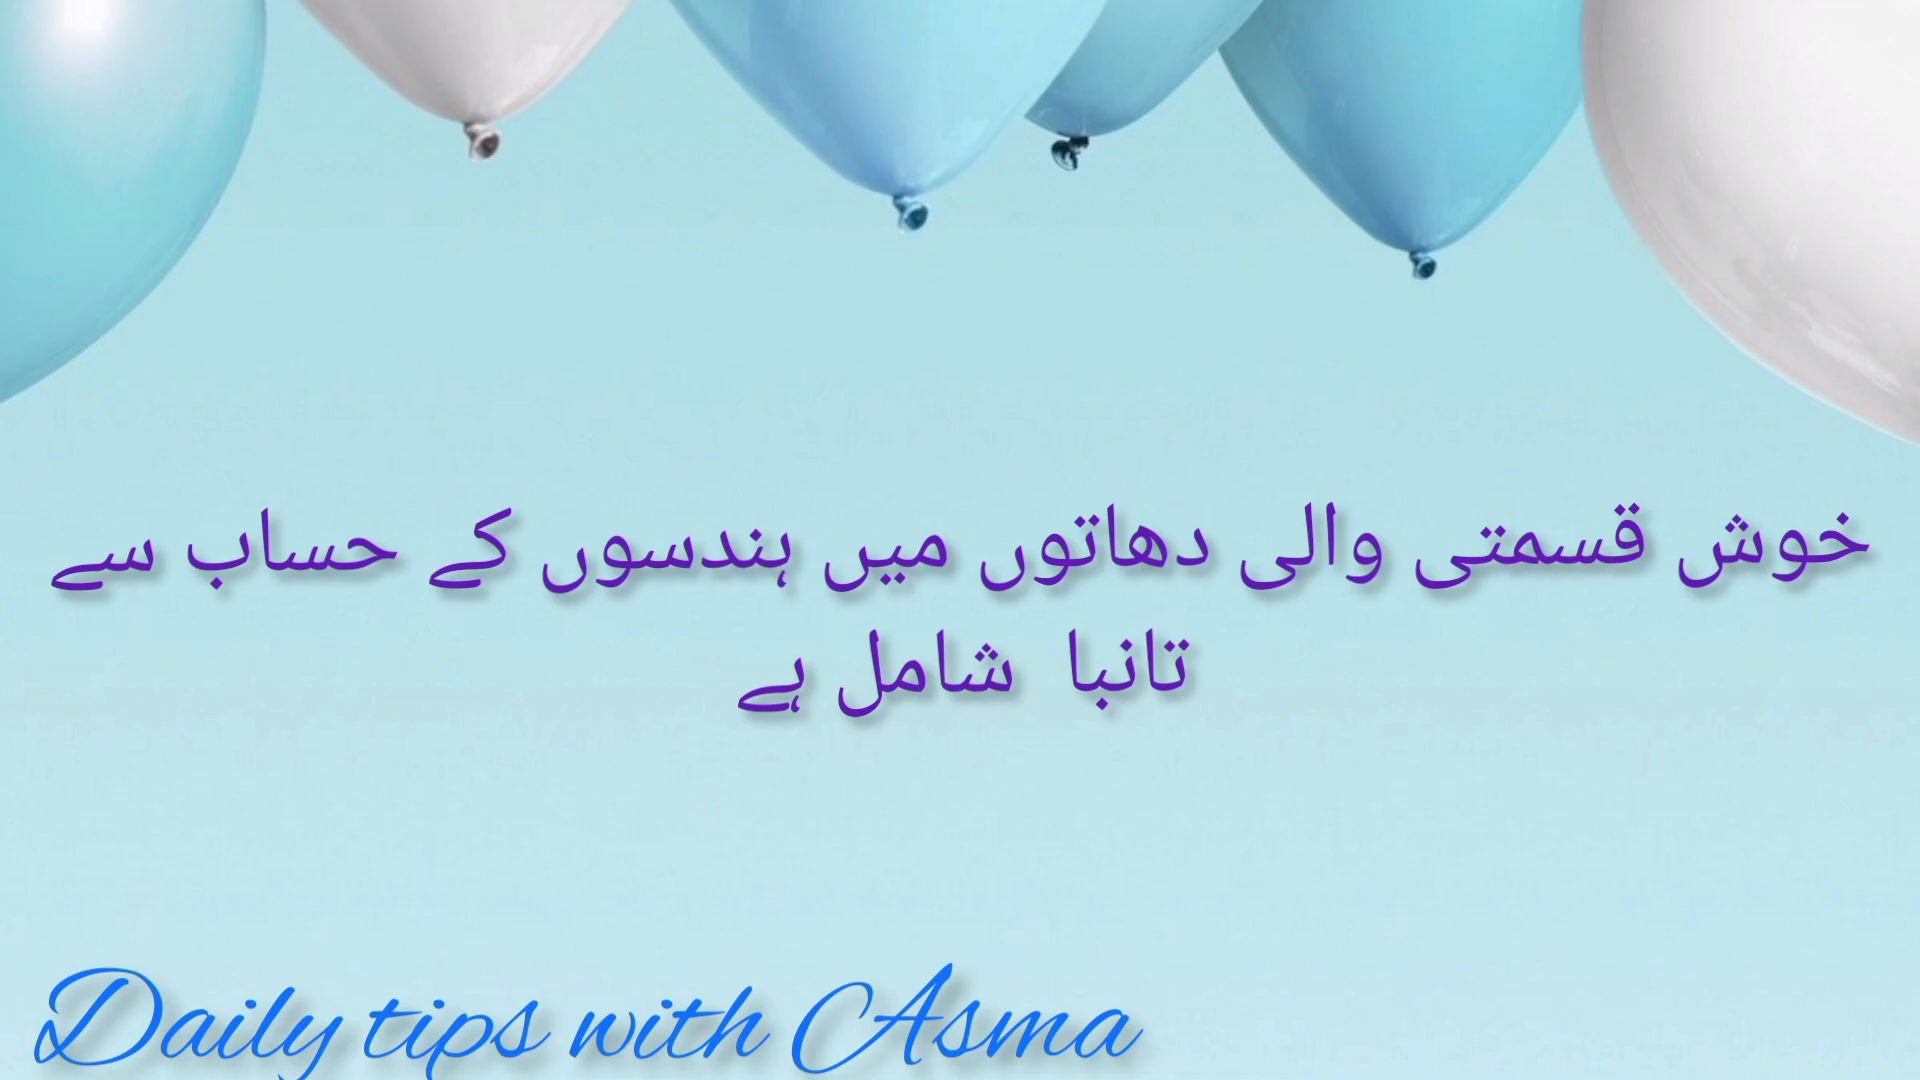 خوش قسمتی والی دھاتوں میں ہندسوں کے حساب سے
تانبا  شامل ہے
Daily tips with Asma